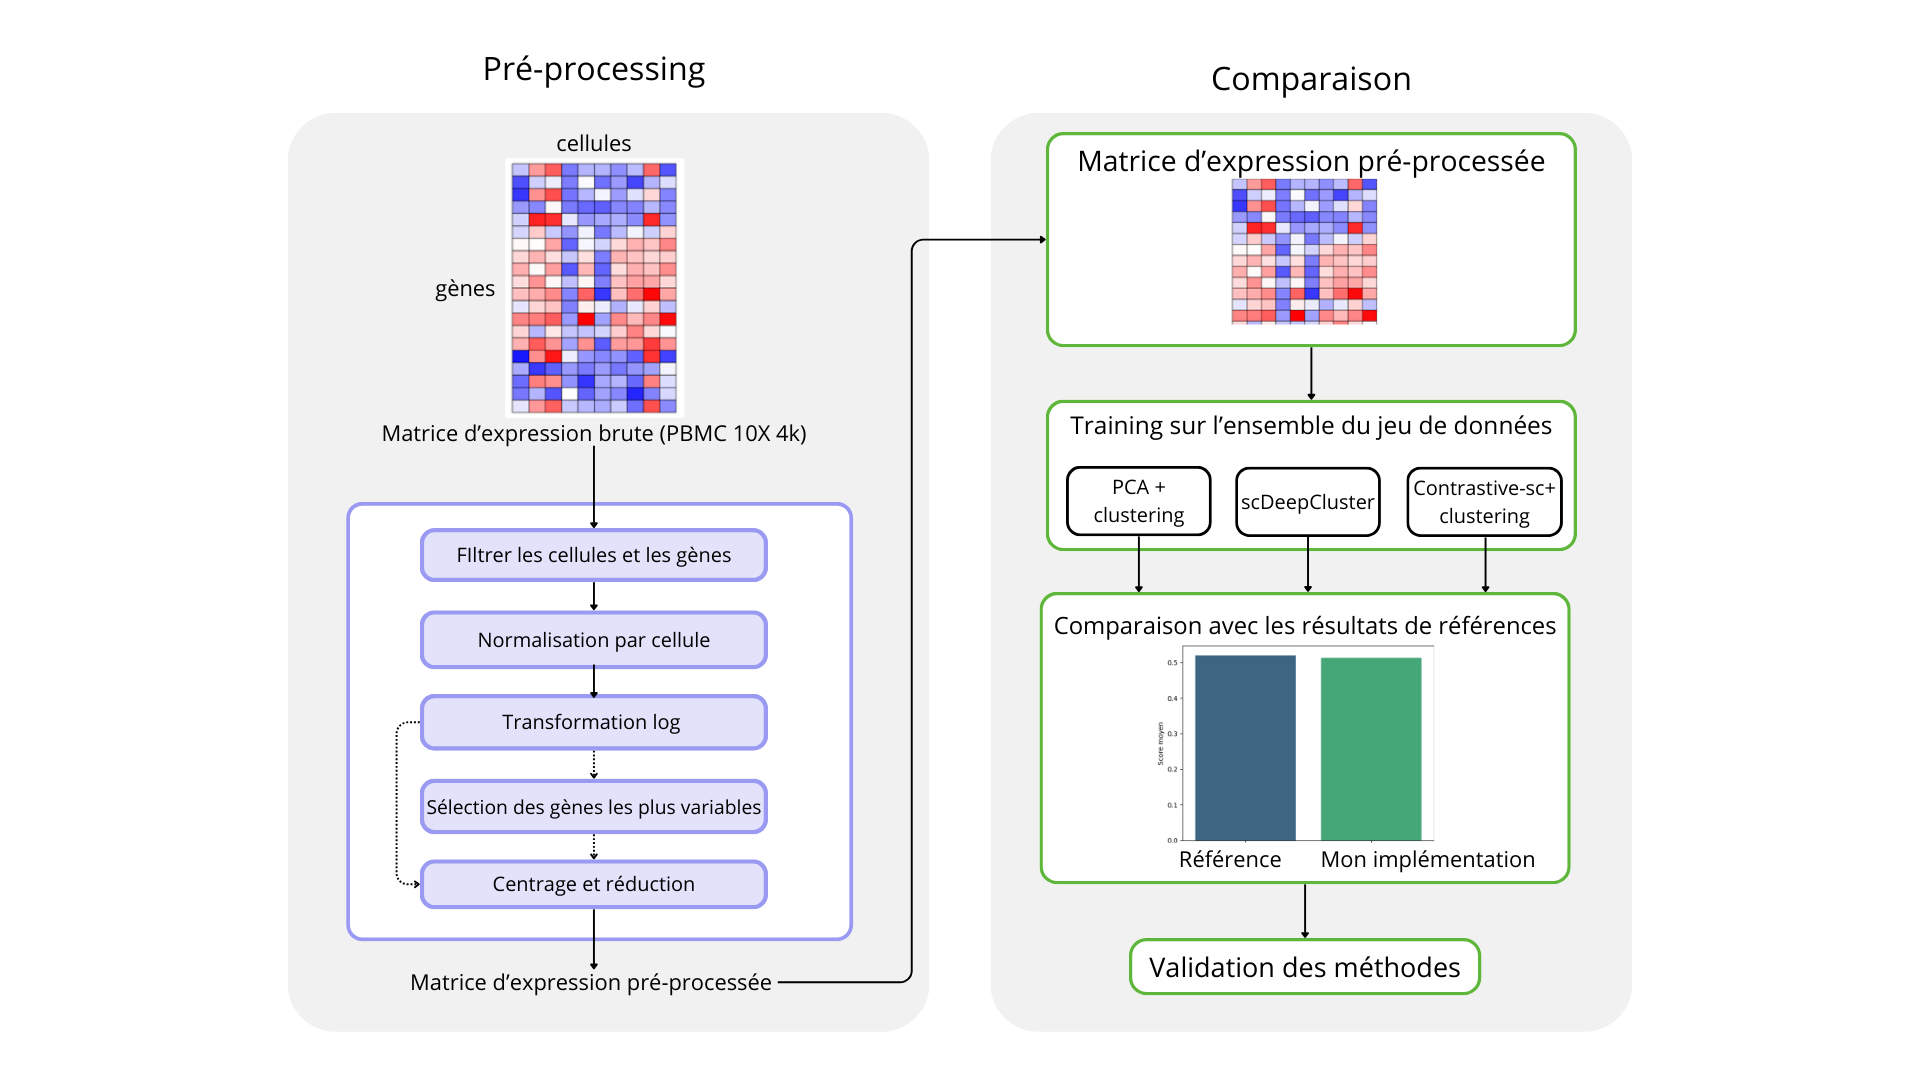 Pré-processing
cellules
gènes
Matrice d’expression brute (PBMC 10X 4k)
FIltrer les cellules et les gènes
Normalisation par cellule
Transformation log
Sélection des gènes les plus variables
Centrage et réduction
Matrice d’expression pré-processée
Comparaison
Matrice d’expression pré-processée
Training sur l’ensemble du jeu de données
PCA +
clustering
scDeepCluster
Contrastive-sc+
clustering
Comparaison avec les résultats de références
0.5
0.4
0.3
0.2
0.1
0.0
Score moyen
Référence
Mon implémentation
Validation des méthodes